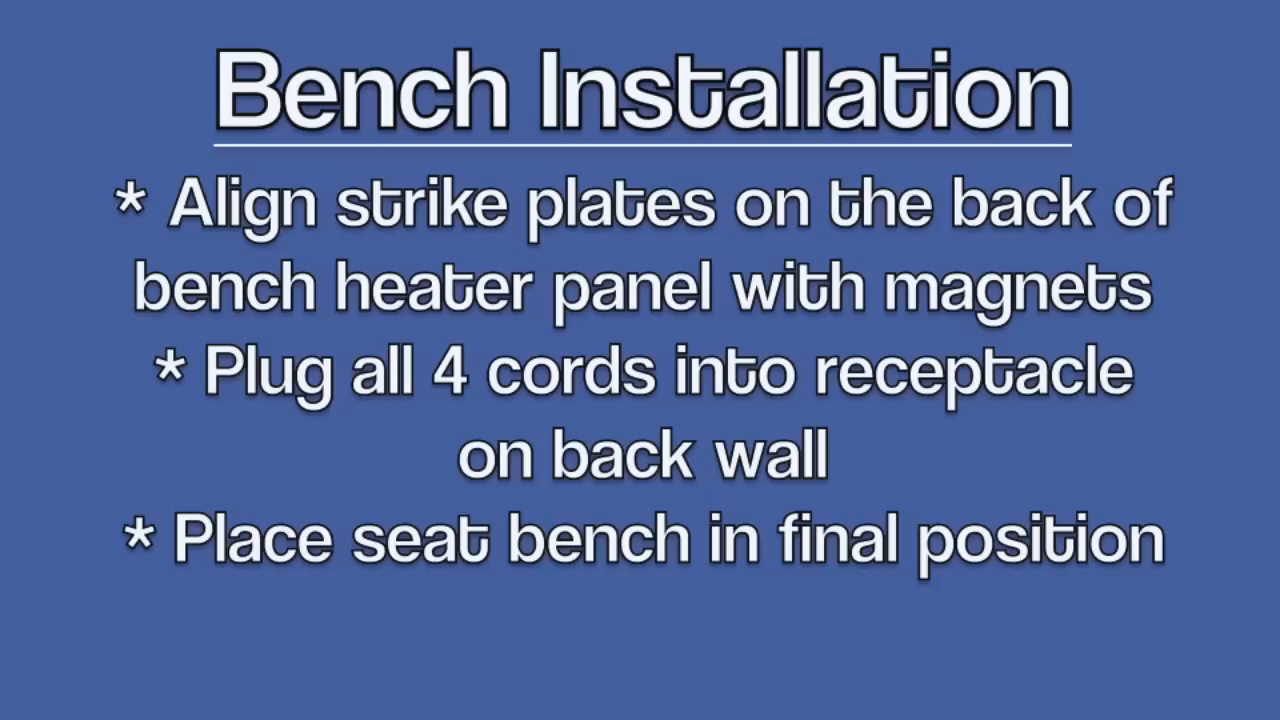 Bench Installation
* Align strike plates on the back of
bench heater panel with magnets
* Plug all 4 cords into receptacle
on back wall
* Place seat bench in final position